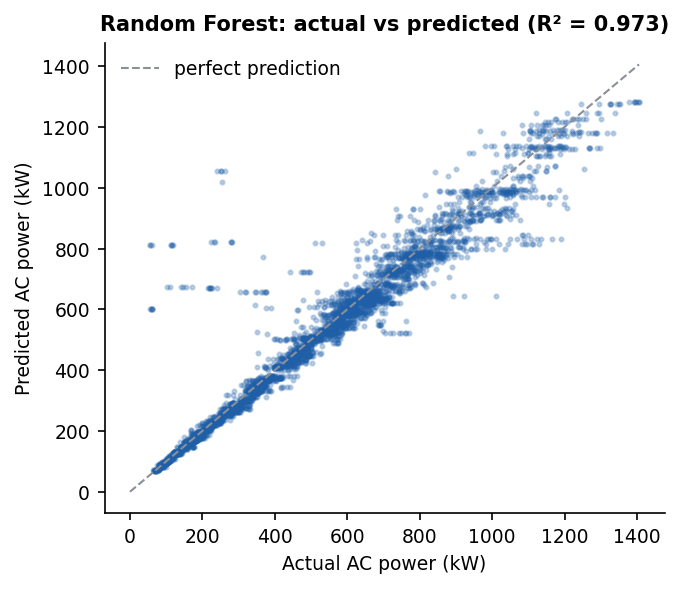 Random Forest: actual vs predicted (R² = 0.973)
perfect prediction
1400
1200
1000
800
600
400
200
0
Predicted AC power (kW)
0 200 400 600 800 1000 1200 1400
Actual AC power (kW)